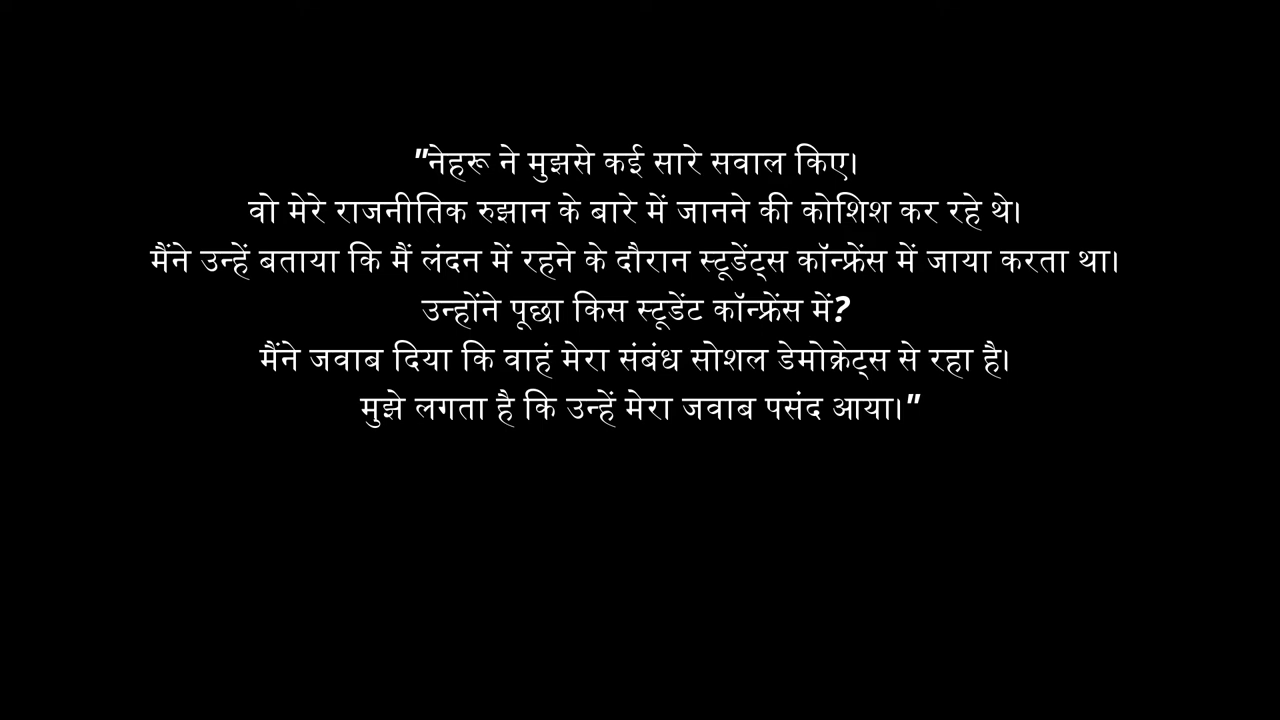 "नेहरू ने मुझसे कई सारे सवाल किए।
वो मेरे राजनीतिक रुझान के बारे में जानने की कोशिश कर रहे थे।
मैंने उन्हें बताया कि मैं लंदन में रहने के दौरान स्टूडेंट्स कॉन्फ्रेंस में जाया करता था।
उन्होंने पूछा किस स्टूडेंट कॉन्फ्रेंस में?
मैंने जवाब दिया कि वाहं मेरा संबंध सोशल डेमोक्रेट्स से रहा है।
मुझे लगता है कि उन्हें मेरा जवाब पसंद आया।"